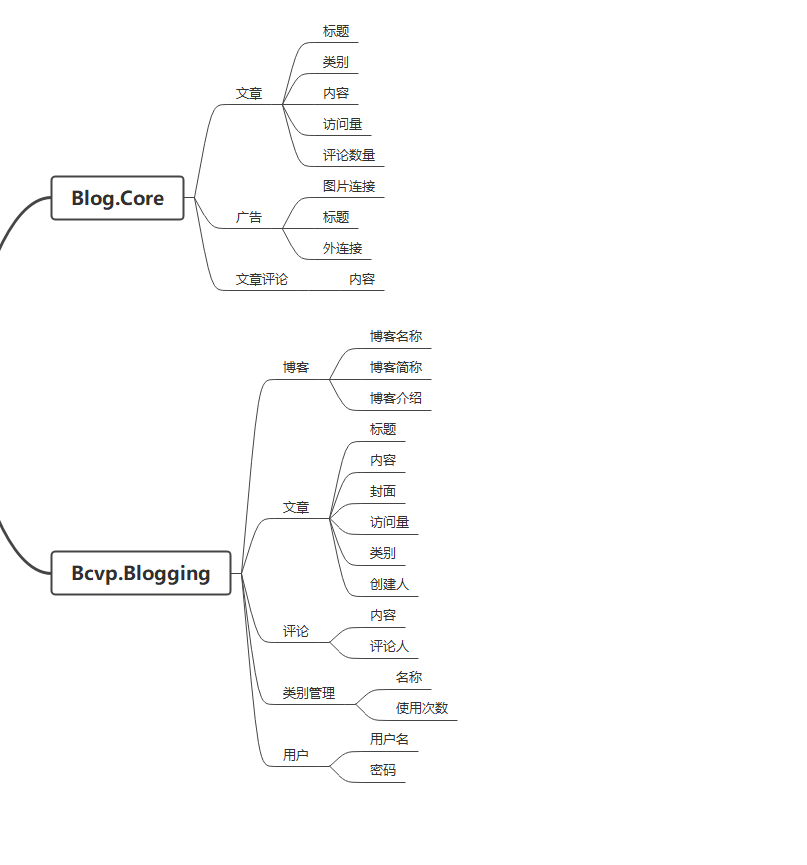 标题
类别
文章
内容
访问量
评论数量
Blog.Core
图片连接
广告
标题
外连接
文章评论
内容
博客名称
博客
博客简称
博客介绍
标题
内容
封面
文章
访问量
类别
Bcvp.Blogging
创建人
内容
评论
评论人
名称
类别管理
使用次数
用户名
用户
密码